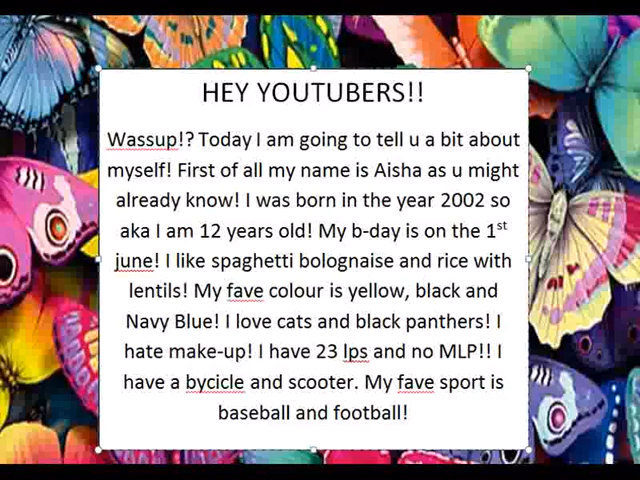 HEY YOUTUBERS!!
Wassup!? Today I am going to tell u a bit about
myself! First of all my name is Aisha as u might
already know! I was born in the year 2002 so
aka I am 12 years old! My b-day is on the 1st
june! I like spaghetti bolognaise and rice with
lentils! My fave colour is yellow, black and
Navy Blue! I love cats and black panthers! I
hate make-up! I have 23 lps and no MLP!! I
have a bycicle and scooter. My fave sport is
baseball and football!